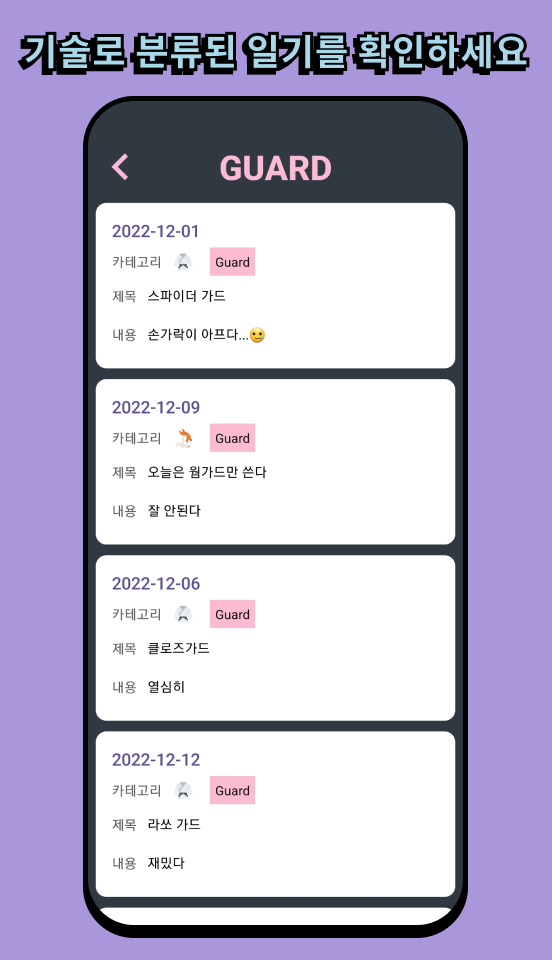 기술로 분류된 일기를 확인하세요
GUARD
2022-12-01
카테고리 Guard
제목 스파이더 가드
내용 손가락이 아프다...🙂
2022-12-09
카테고리 Guard
제목 오늘은 웜가드만 쓴다
내용 잘 안된다
2022-12-06
카테고리 Guard
제목 클로즈가드
내용 열심히
2022-12-12
카테고리 Guard
제목 라쏘 가드
내용 재밌다